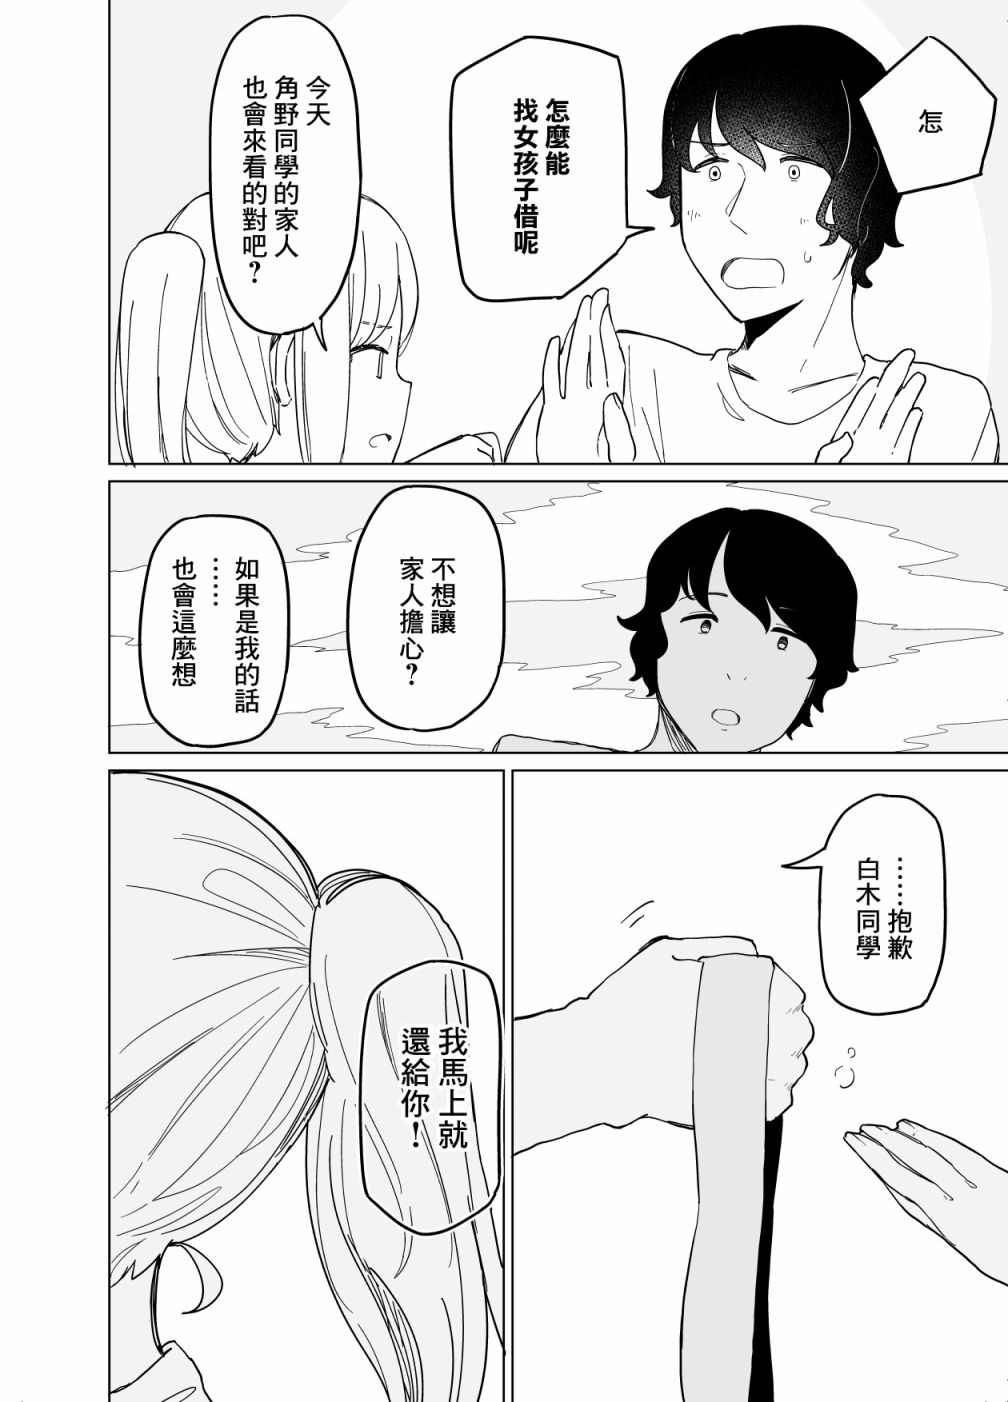 怎
怎麼能
找女孩子借呢
今天
角野同學的家人
也會來看的對吧?
不想讓
家人擔心?
如果是我的話
……
也會這麼想
……抱歉
白木同學
我馬上就
還給你!